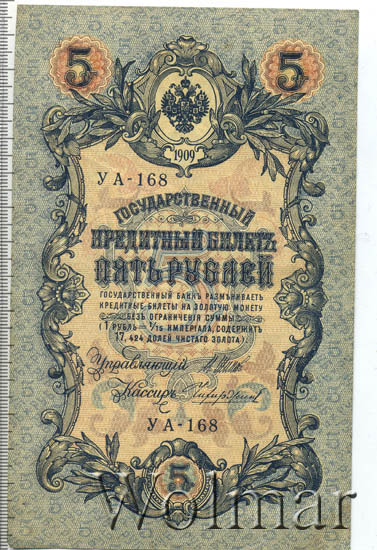 5 5
1909
УА-168
ГОСУДАРСТВЕННЫЙ
КРЕДИТНЫЙ БИЛЕТЪ
ПЯТЬ РУБЛЕЙ
ГОСУДАРСТВЕННЫЙ БАНКЪ РАЗМѢНИВАЕТЪ
КРЕДИТНЫЕ БИЛЕТЫ НА ЗОЛОТУЮ МОНЕТУ
БЕЗЪ ОГРАНИЧЕНІЯ СУММЫ
(1 РУБЛЬ = 1/15 ИМПЕРІАЛА, СОДЕРЖИТЪ
17,424 ДОЛЕЙ ЧИСТАГО ЗОЛОТА).
Управляющій
Кассиръ
УА-168
5
Wolmar